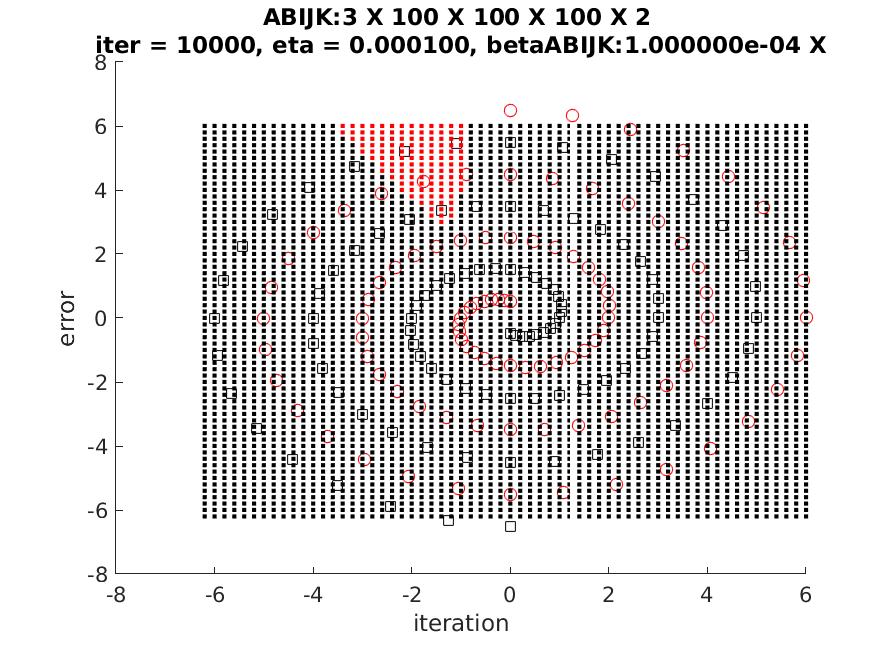 ABIJK:3 X 100 X 100 X 100 X 2
iter = 10000, eta = 0.000100, betaABIJK:1.000000e-04 X
8
6
4
2
0
-2
-4
-6
-8
error
-8 -6 -4 -2 0 2 4 6
iteration